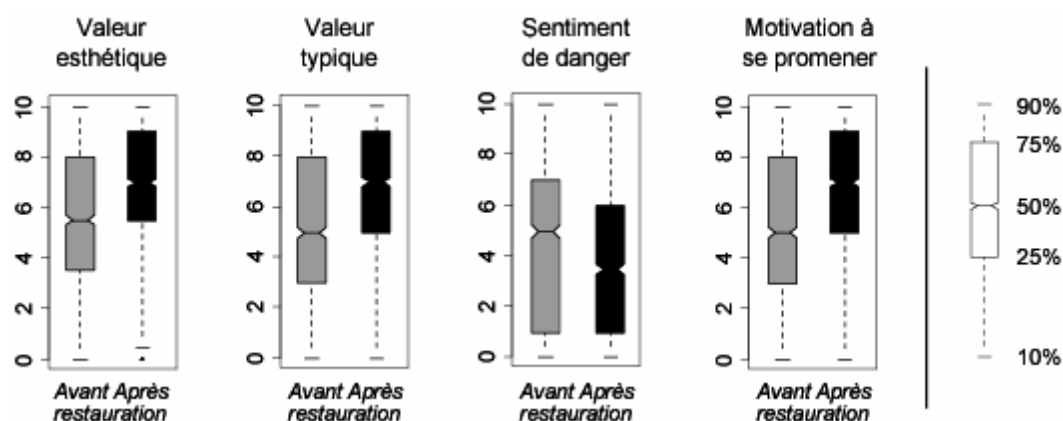 Valeur
esthétique
Valeur
typique
Sentiment
de danger
Motivation à
se promener
10
8
6
4
2
0
10
8
6
4
2
0
10
8
6
4
2
0
10
8
6
4
2
0
90%
75%
50%
25%
10%
Avant Après
restauration
Avant Après
restauration
Avant Après
restauration
Avant Après
restauration